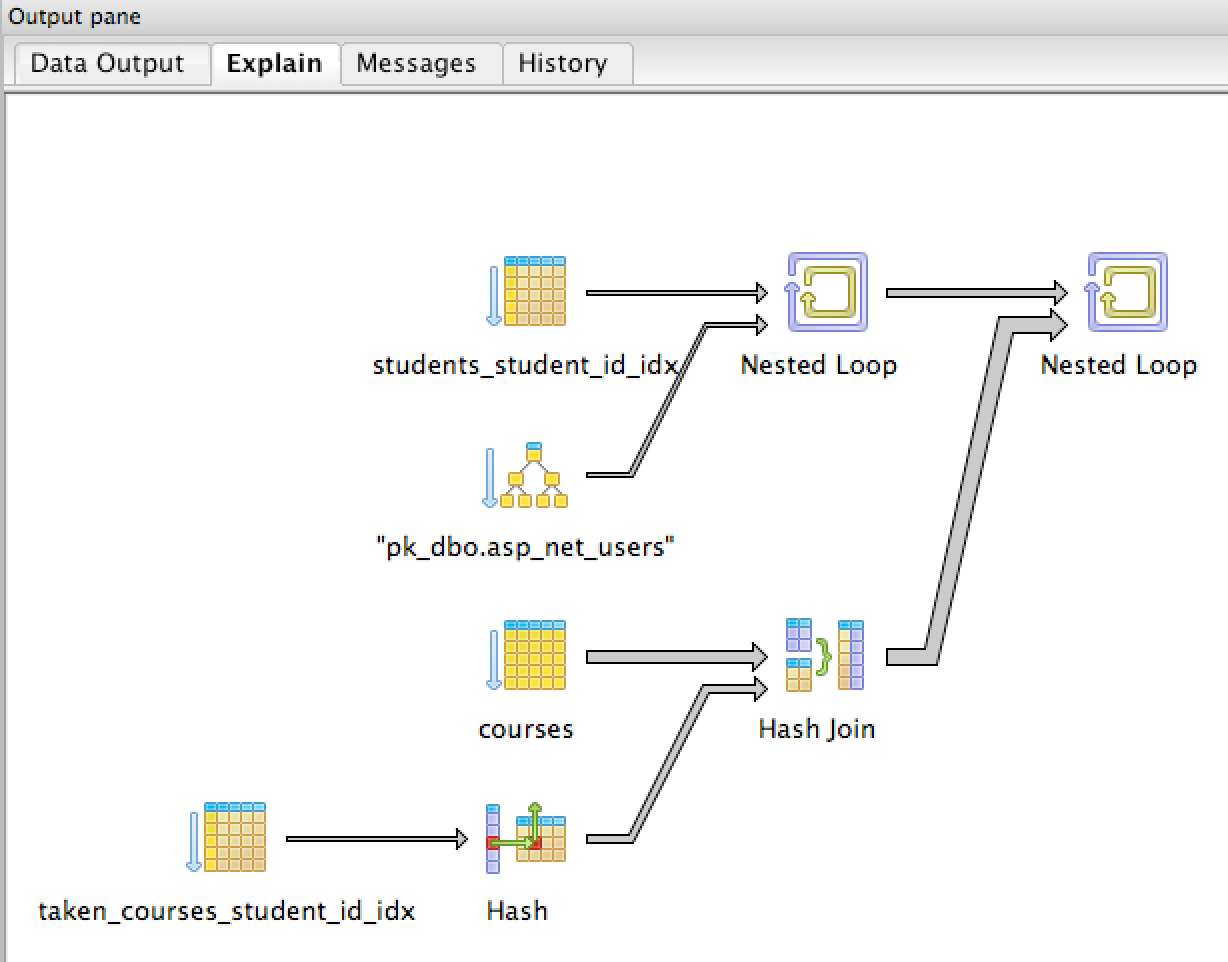 Output pane
Data Output Explain Messages History
students_student_id_idx Nested Loop Nested Loop
"pk_dbo.asp_net_users"
courses Hash Join
taken_courses_student_id_idx Hash